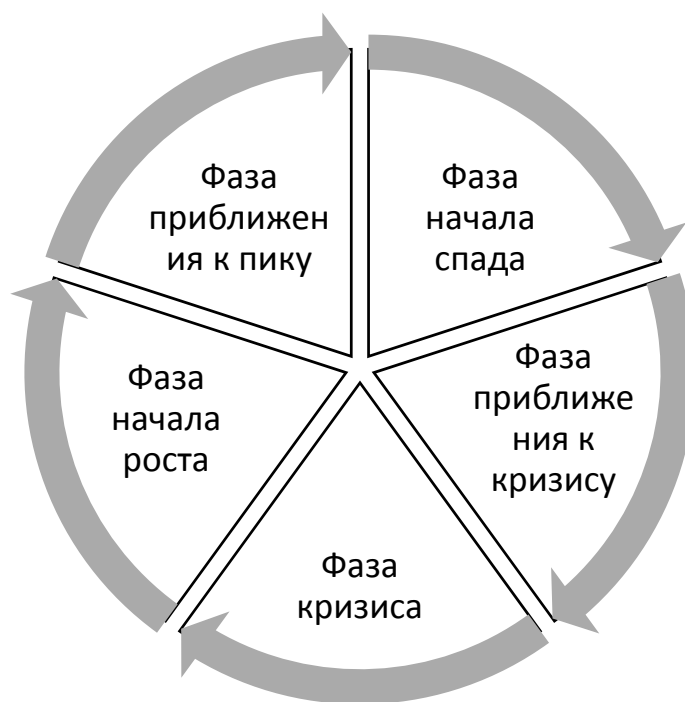 Фаза
приближен
ия к пику
Фаза
начала
спада
Фаза
приближе
ния к
кризису
Фаза
кризиса
Фаза
начала
роста